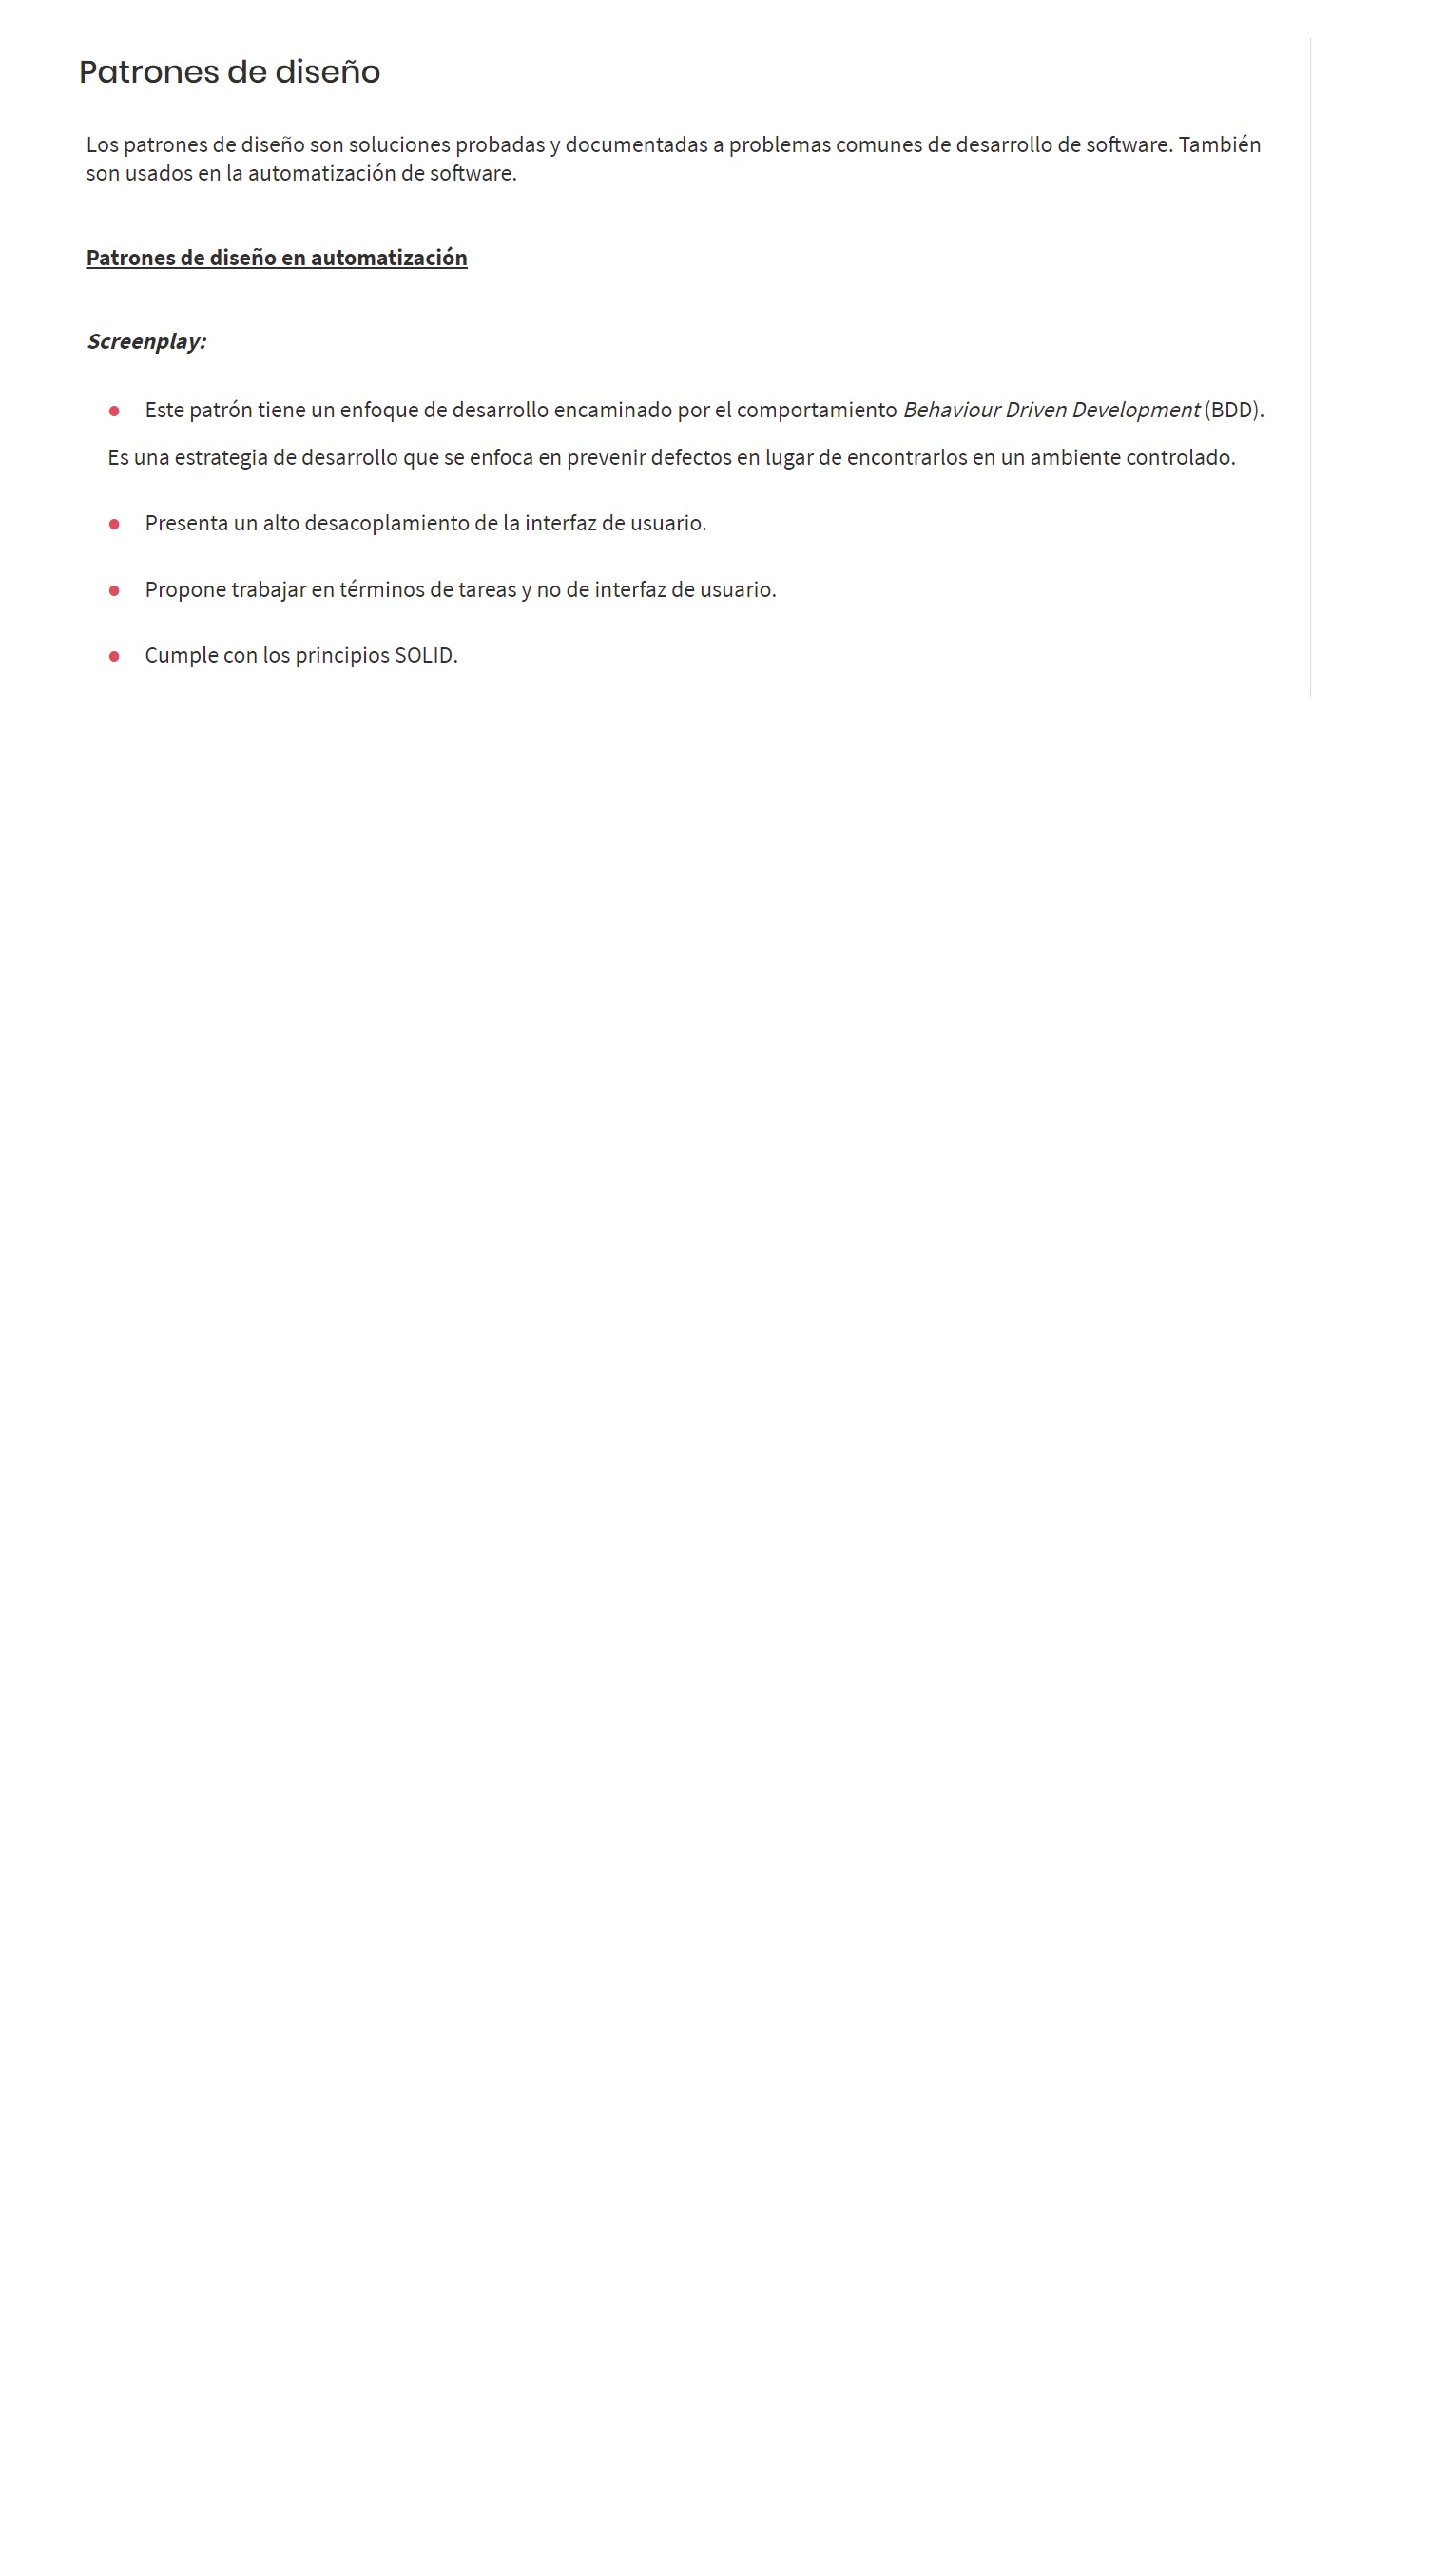 Patrones de diseño
Los patrones de diseño son soluciones probadas y documentadas a problemas comunes de desarrollo de software. También
son usados en la automatización de software.
Patrones de diseño en automatización
Screenplay:
● Este patrón tiene un enfoque de desarrollo encaminado por el comportamiento Behaviour Driven Development (BDD).
Es una estrategia de desarrollo que se enfoca en prevenir defectos en lugar de encontrarlos en un ambiente controlado.
● Presenta un alto desacoplamiento de la interfaz de usuario.
● Propone trabajar en términos de tareas y no de interfaz de usuario.
● Cumple con los principios SOLID.